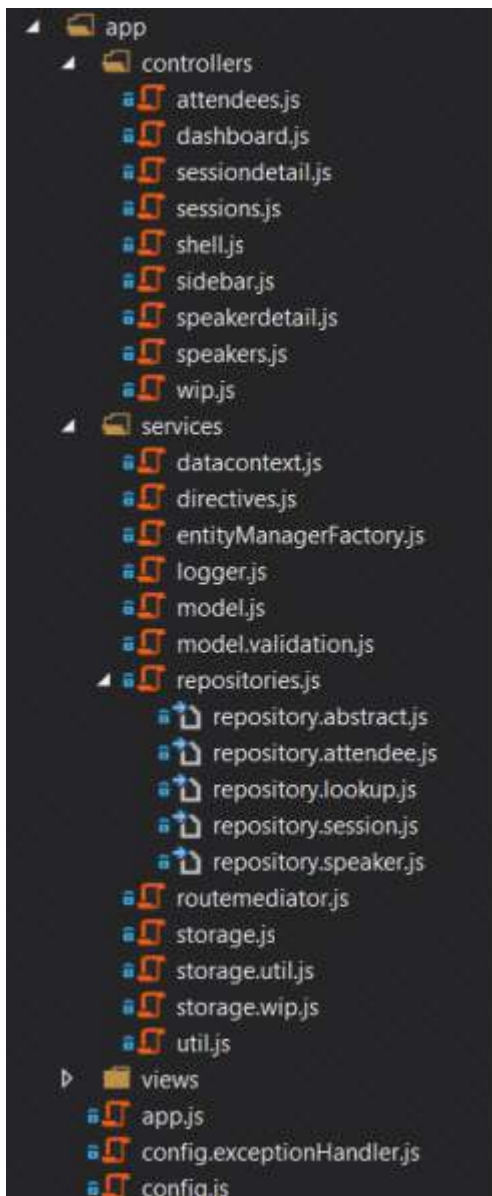 app
controllers
attendees.js
dashboard.js
sessiondetail.js
sessions.js
shell.js
sidebar.js
speakerdetail.js
speakers.js
wip.js
services
datacontext.js
directives.js
entityManagerFactory.js
logger.js
model.js
model.validation.js
repositories.js
repository.abstract.js
repository.attendee.js
repository.lookup.js
repository.session.js
repository.speaker.js
routemediator.js
storage.js
storage.util.js
storage.wip.js
util.js
views
app.js
config.exceptionHandler.js
config.js